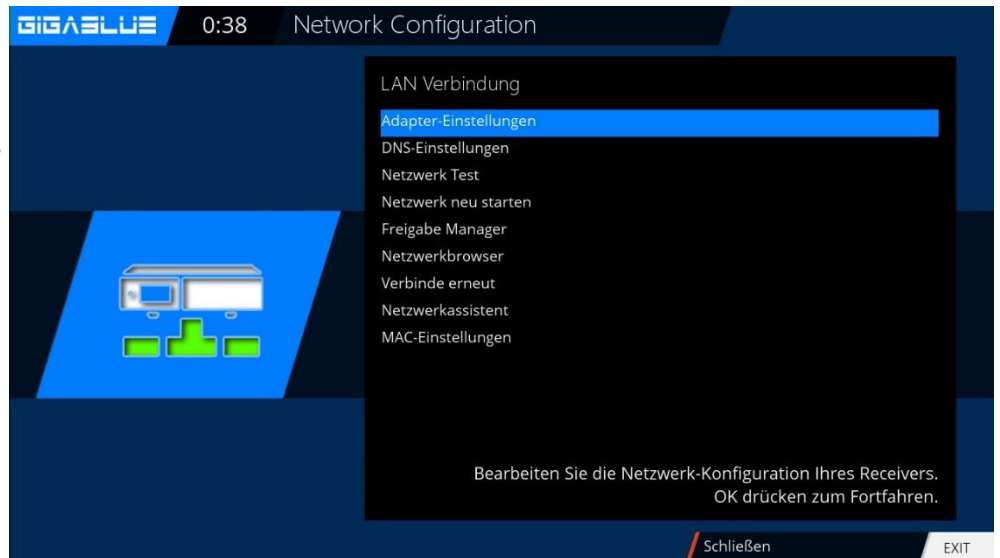 GIGABLUE
0:38
Network Configuration
LAN Verbindung
Adapter-Einstellungen
DNS-Einstellungen
Netzwerk Test
Netzwerk neu starten
Freigabe Manager
Netzwerkbrowser
Verbinde erneut
Netzwerkassistent
MAC-Einstellungen
Bearbeiten Sie die Netzwerk-Konfiguration Ihres Receivers.
OK drücken zum Fortfahren.
Schließen
EXIT